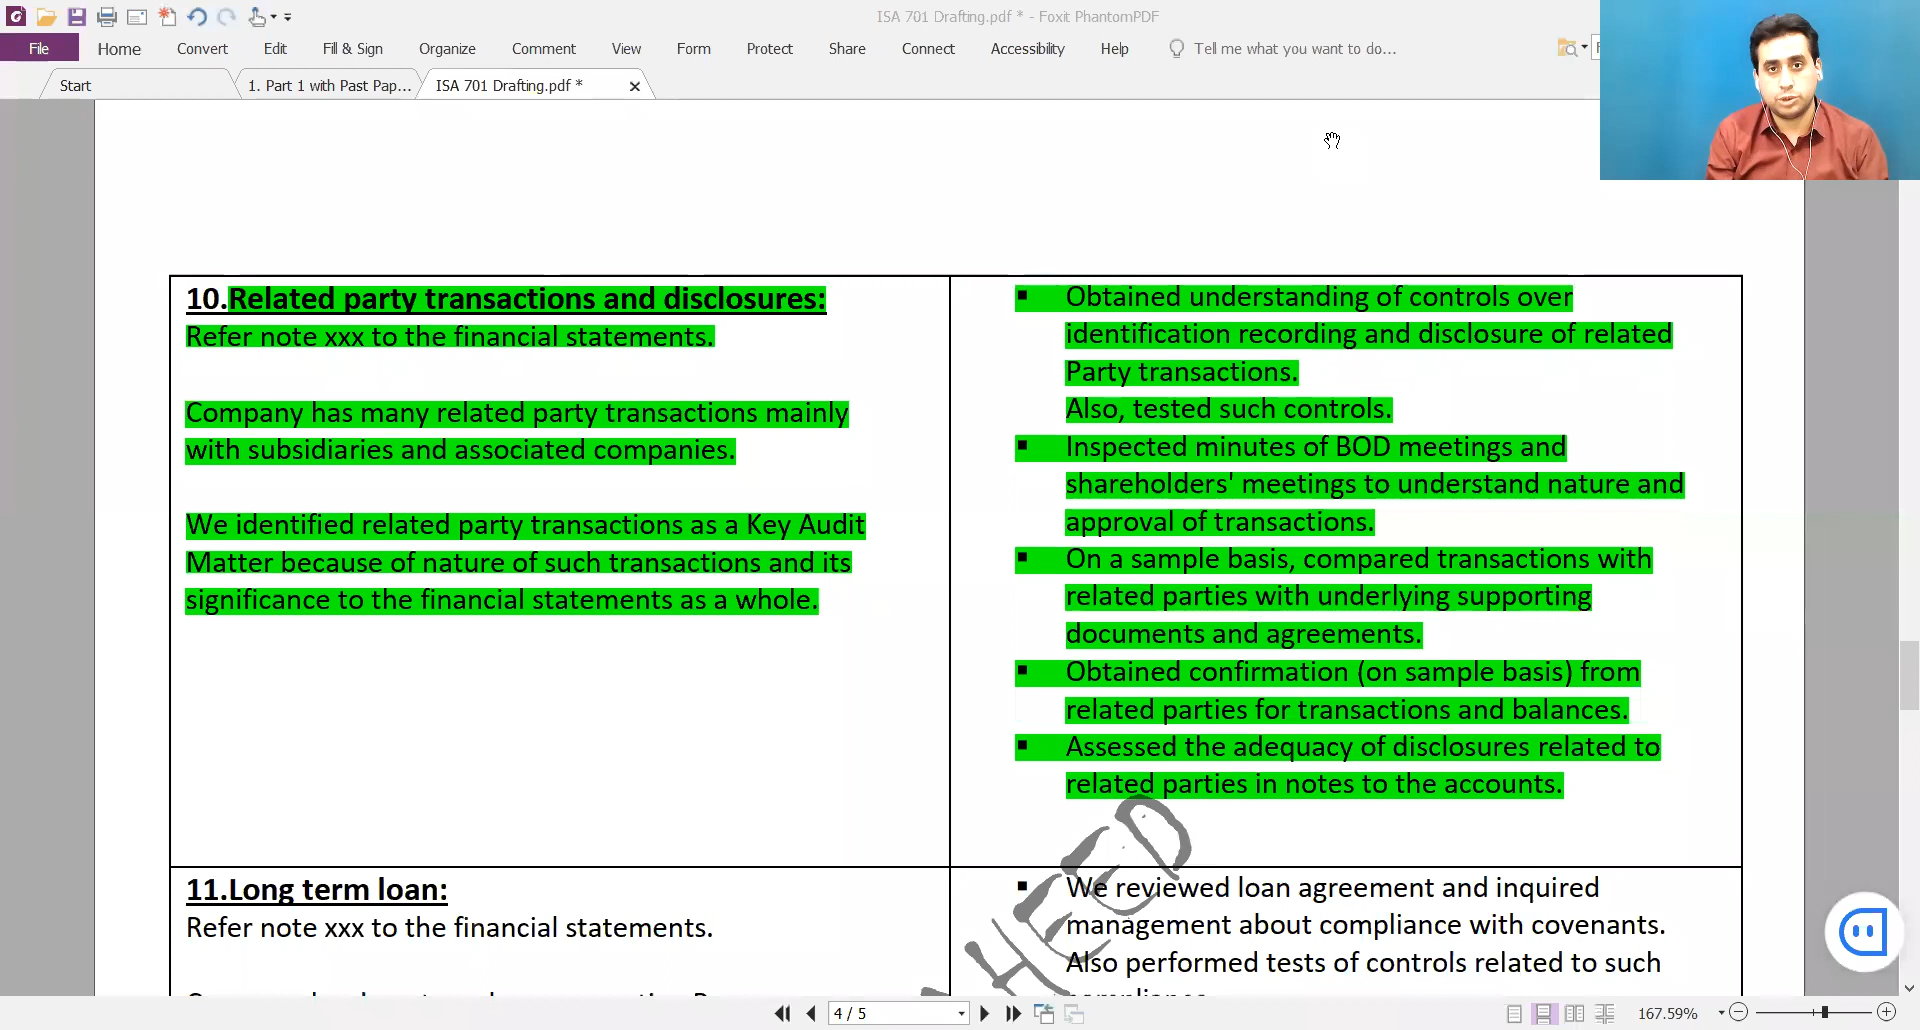 ISA 701 Drafting.pdf * - Foxit PhantomPDF
File Home Convert Edit Fill & Sign Organize Comment View Form Protect Share Connect Accessibility Help Tell me what you want to do...
Start 1. Part 1 with Past Pap... ISA 701 Drafting.pdf *
10.Related party transactions and disclosures:
Refer note xxx to the financial statements.
Company has many related party transactions mainly
with subsidiaries and associated companies.
We identified related party transactions as a Key Audit
Matter because of nature of such transactions and its
significance to the financial statements as a whole.
▪ Obtained understanding of controls over
identification recording and disclosure of related
Party transactions.
Also, tested such controls.
▪ Inspected minutes of BOD meetings and
shareholders' meetings to understand nature and
approval of transactions.
▪ On a sample basis, compared transactions with
related parties with underlying supporting
documents and agreements.
▪ Obtained confirmation (on sample basis) from
related parties for transactions and balances.
▪ Assessed the adequacy of disclosures related to
related parties in notes to the accounts.
11.Long term loan:
Refer note xxx to the financial statements.
▪ We reviewed loan agreement and inquired
management about compliance with covenants.
Also performed tests of controls related to such
HEED
4 / 5
167.59%